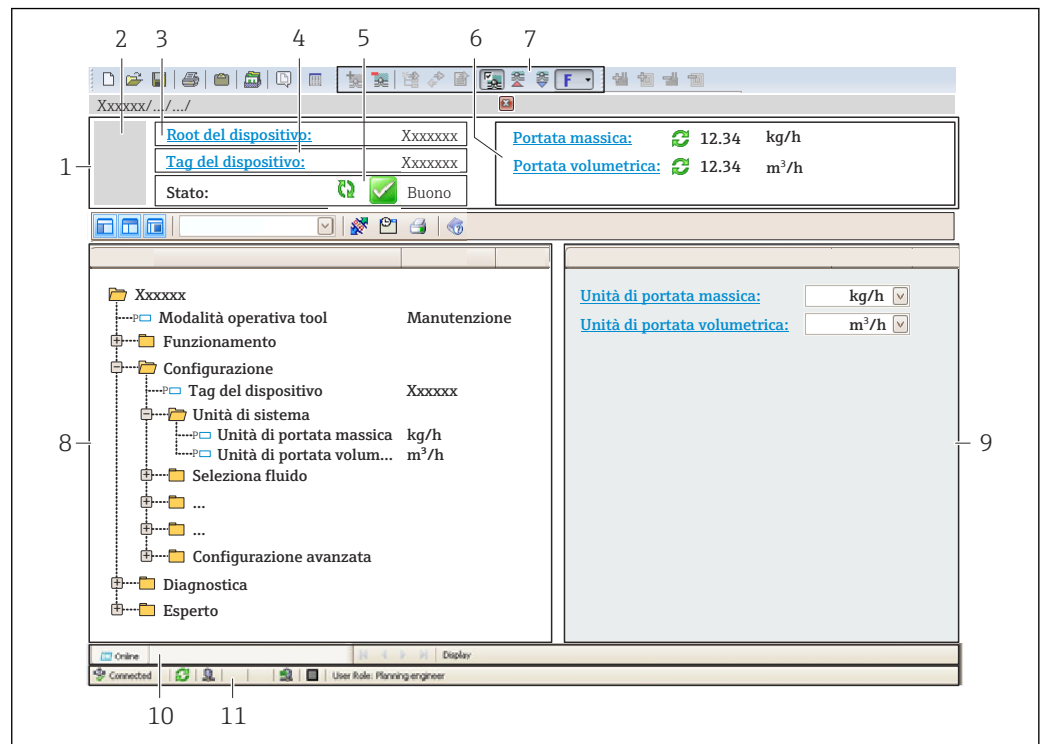 2 3 4 5 6 7
F
Xxxxxx/.../.../
1
Root del dispositivo: Xxxxxxx
Portata massica: 12.34 kg/h
Tag del dispositivo: Xxxxxxx
Portata volumetrica: 12.34 m³/h
Stato: Buono
Xxxxxx
Unità di portata massica: kg/h
P Modalità operativa tool Manutenzione
Unità di portata volumetrica: m³/h
Funzionamento
Configurazione
P Tag del dispositivo Xxxxxx
Unità di sistema
8
9
P Unità di portata massica kg/h
P Unità di portata volum... m³/h
Seleziona fluido
...
...
Configurazione avanzata
Diagnostica
Esperto
Online Display
Connected User Role: Planning engineer
10 11